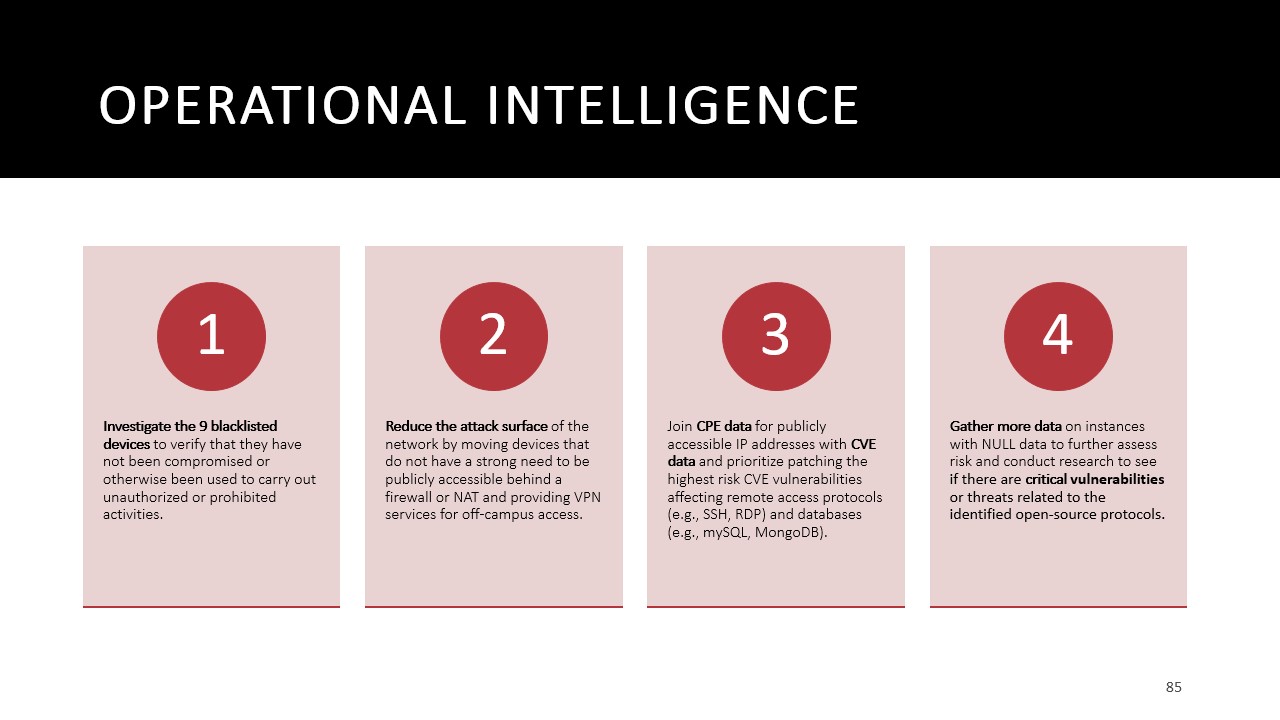 OPERATIONAL INTELLIGENCE
1
Investigate the 9 blacklisted
devices to verify that they have
not been compromised or
otherwise been used to carry out
unauthorized or prohibited
activities.
2
Reduce the attack surface of the
network by moving devices that
do not have a strong need to be
publicly accessible behind a
firewall or NAT and providing VPN
services for off-campus access.
3
Join CPE data for publicly
accessible IP addresses with CVE
data and prioritize patching the
highest risk CVE vulnerabilities
affecting remote access protocols
(e.g., SSH, RDP) and databases
(e.g., mySQL, MongoDB).
4
Gather more data on instances
with NULL data to further assess
risk and conduct research to see
if there are critical vulnerabilities
or threats related to the
identified open-source protocols.
85